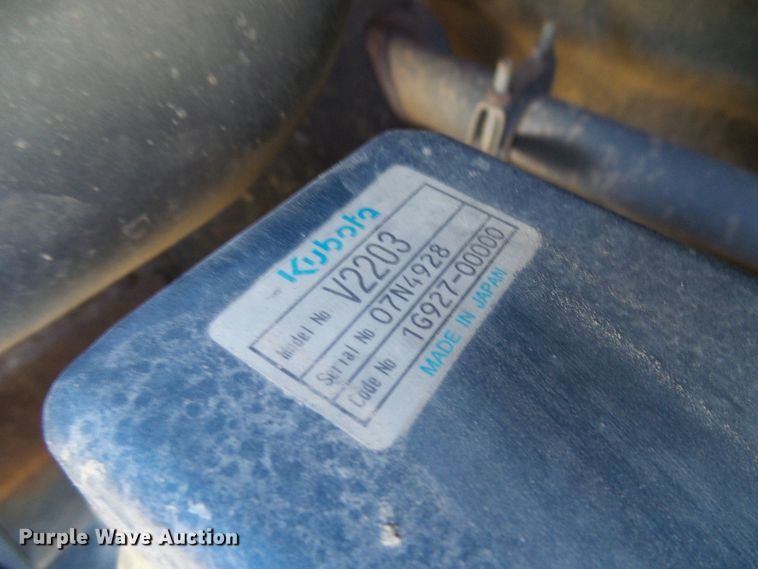 Kubota
Model No V2203
Serial No 07N4928
Code No 1G927-00000
MADE IN JAPAN
Purple Wave Auction